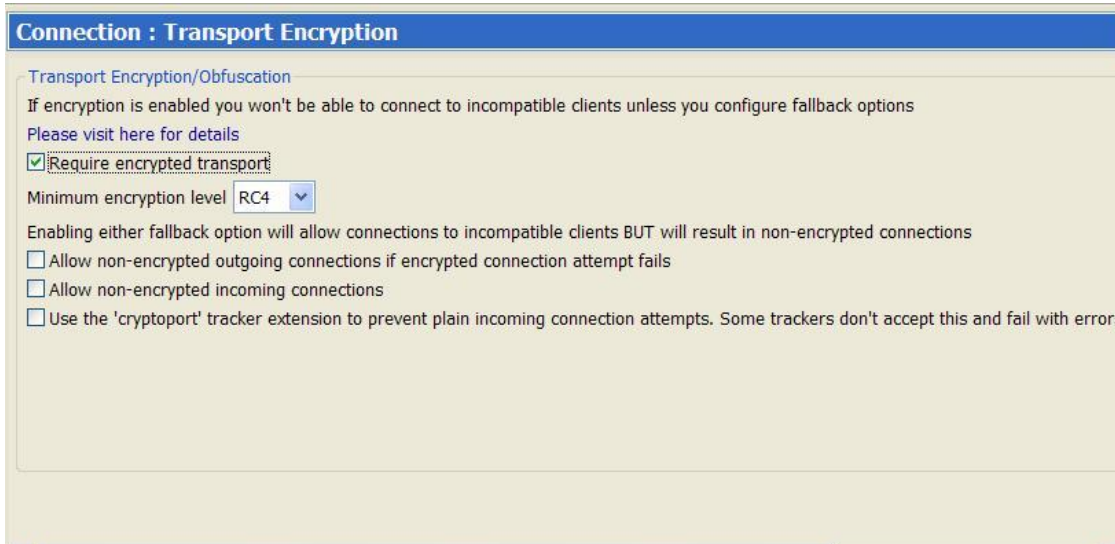 Connection : Transport Encryption
Transport Encryption/Obfuscation
If encryption is enabled you won't be able to connect to incompatible clients unless you configure fallback options
Please visit here for details
Require encrypted transport
Minimum encryption level RC4
Enabling either fallback option will allow connections to incompatible clients BUT will result in non-encrypted connections
Allow non-encrypted outgoing connections if encrypted connection attempt fails
Allow non-encrypted incoming connections
Use the 'cryptoport' tracker extension to prevent plain incoming connection attempts. Some trackers don't accept this and fail with error